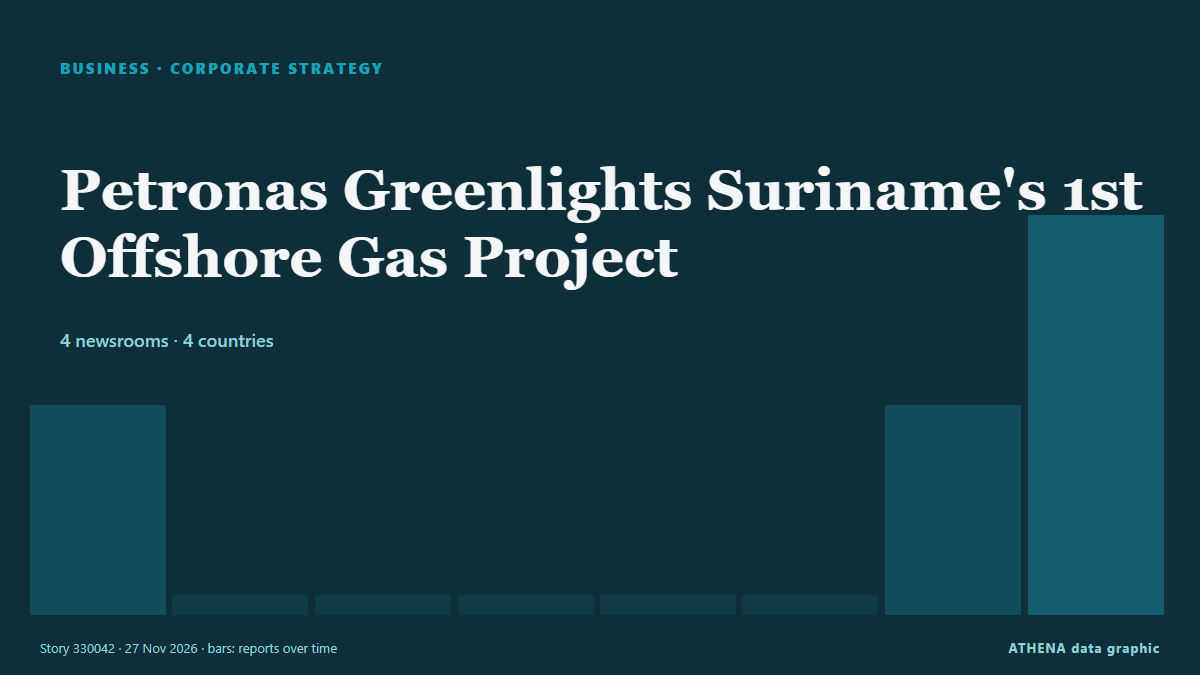 BUSINESS · CORPORATE STRATEGY
Petronas Greenlights Suriname's 1st
Offshore Gas Project
4 newsrooms · 4 countries
Story 330042 · 27 Nov 2026 · bars: reports over time
ATHENA data graphic